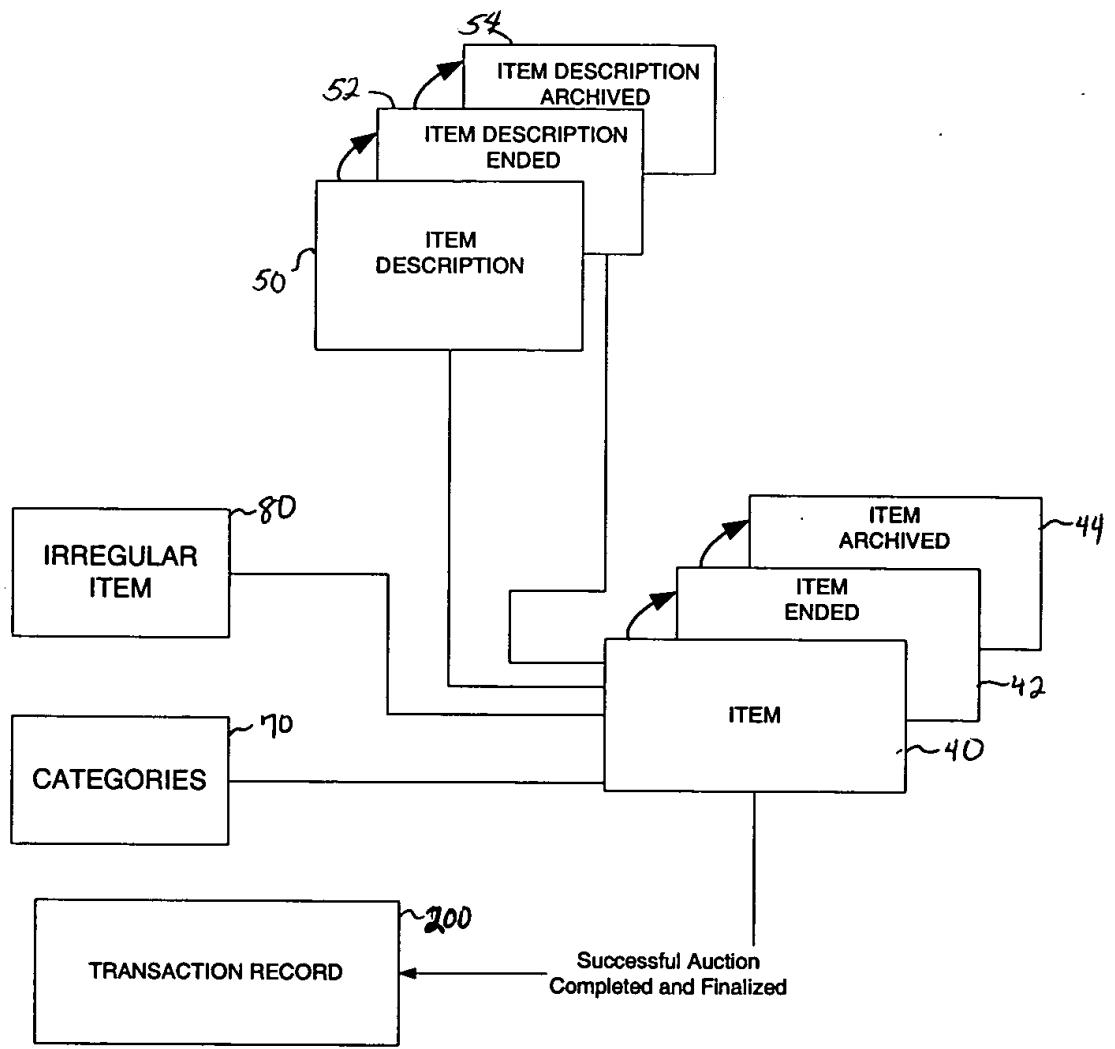 54
ITEM DESCRIPTION
ARCHIVED
52
ITEM DESCRIPTION
ENDED
ITEM
DESCRIPTION
50
80
IRREGULAR
ITEM
ITEM
ARCHIVED
44
ITEM
ENDED
42
70
CATEGORIES
ITEM
40
200
TRANSACTION RECORD
Successful Auction
Completed and Finalized